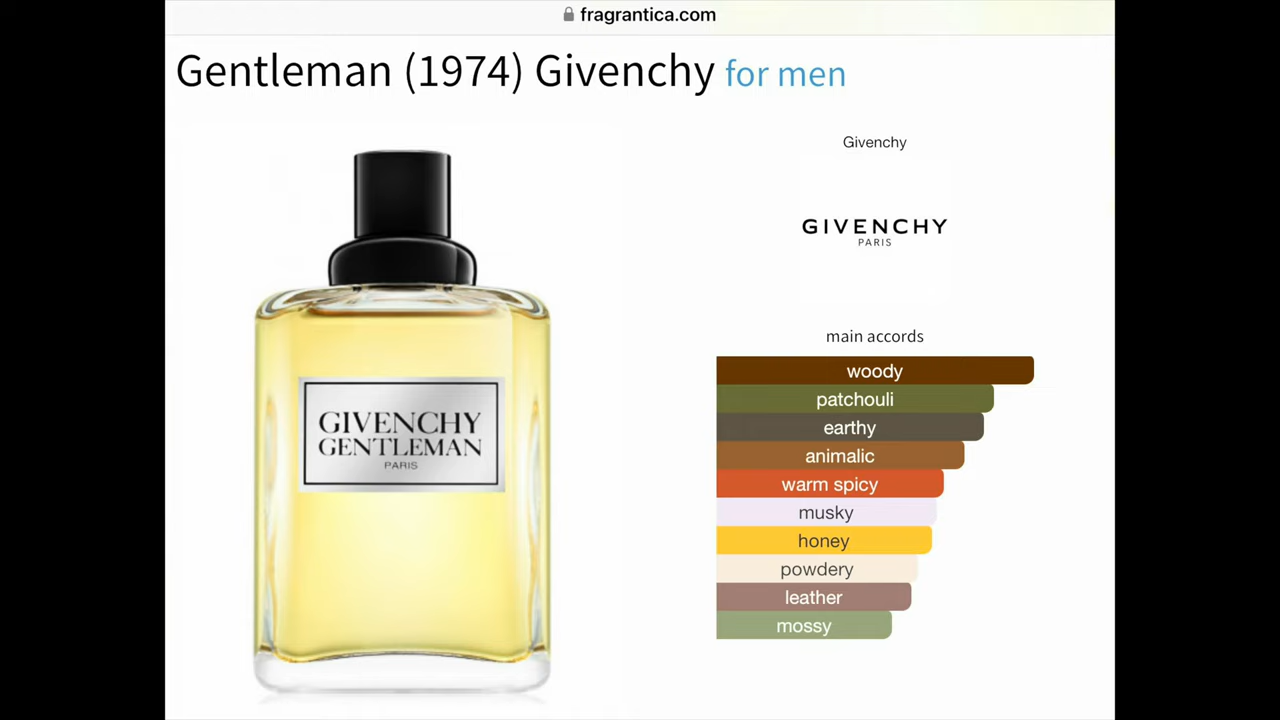 fragrantica.com
Gentleman (1974) Givenchy for men
Givenchy
GIVENCHY
PARIS
main accords
woody
patchouli
earthy
animalic
warm spicy
musky
honey
powdery
leather
mossy
GIVENCHY
GENTLEMAN
PARIS